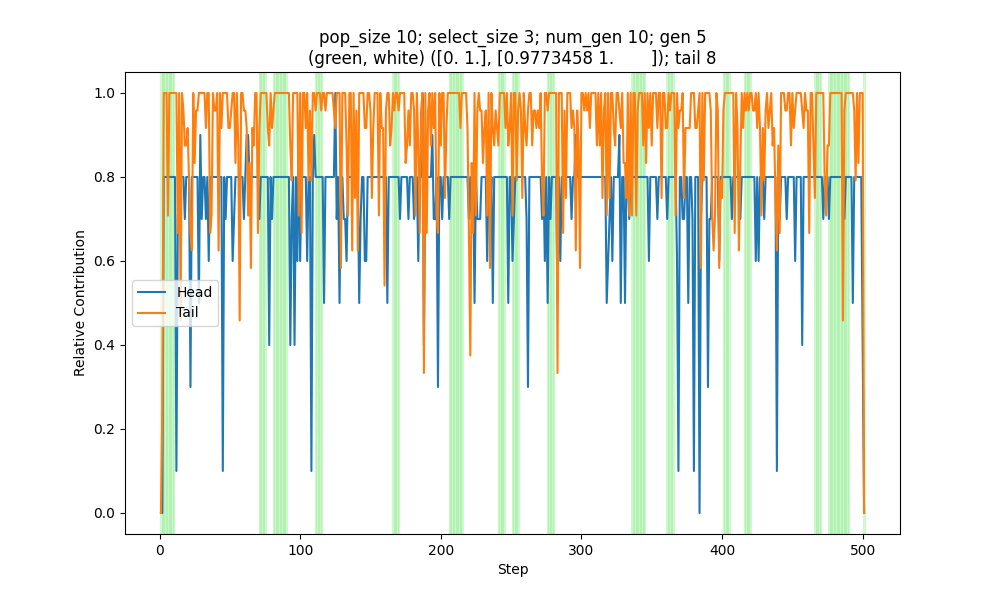 pop_size 10; select_size 3; num_gen 10; gen 5
(green, white) ([0. 1.], [0.9773458 1.        ]); tail 8
Relative Contribution
1.0
0.8
0.6
0.4
0.2
0.0
Head
Tail
0
100
200
300
400
500
Step